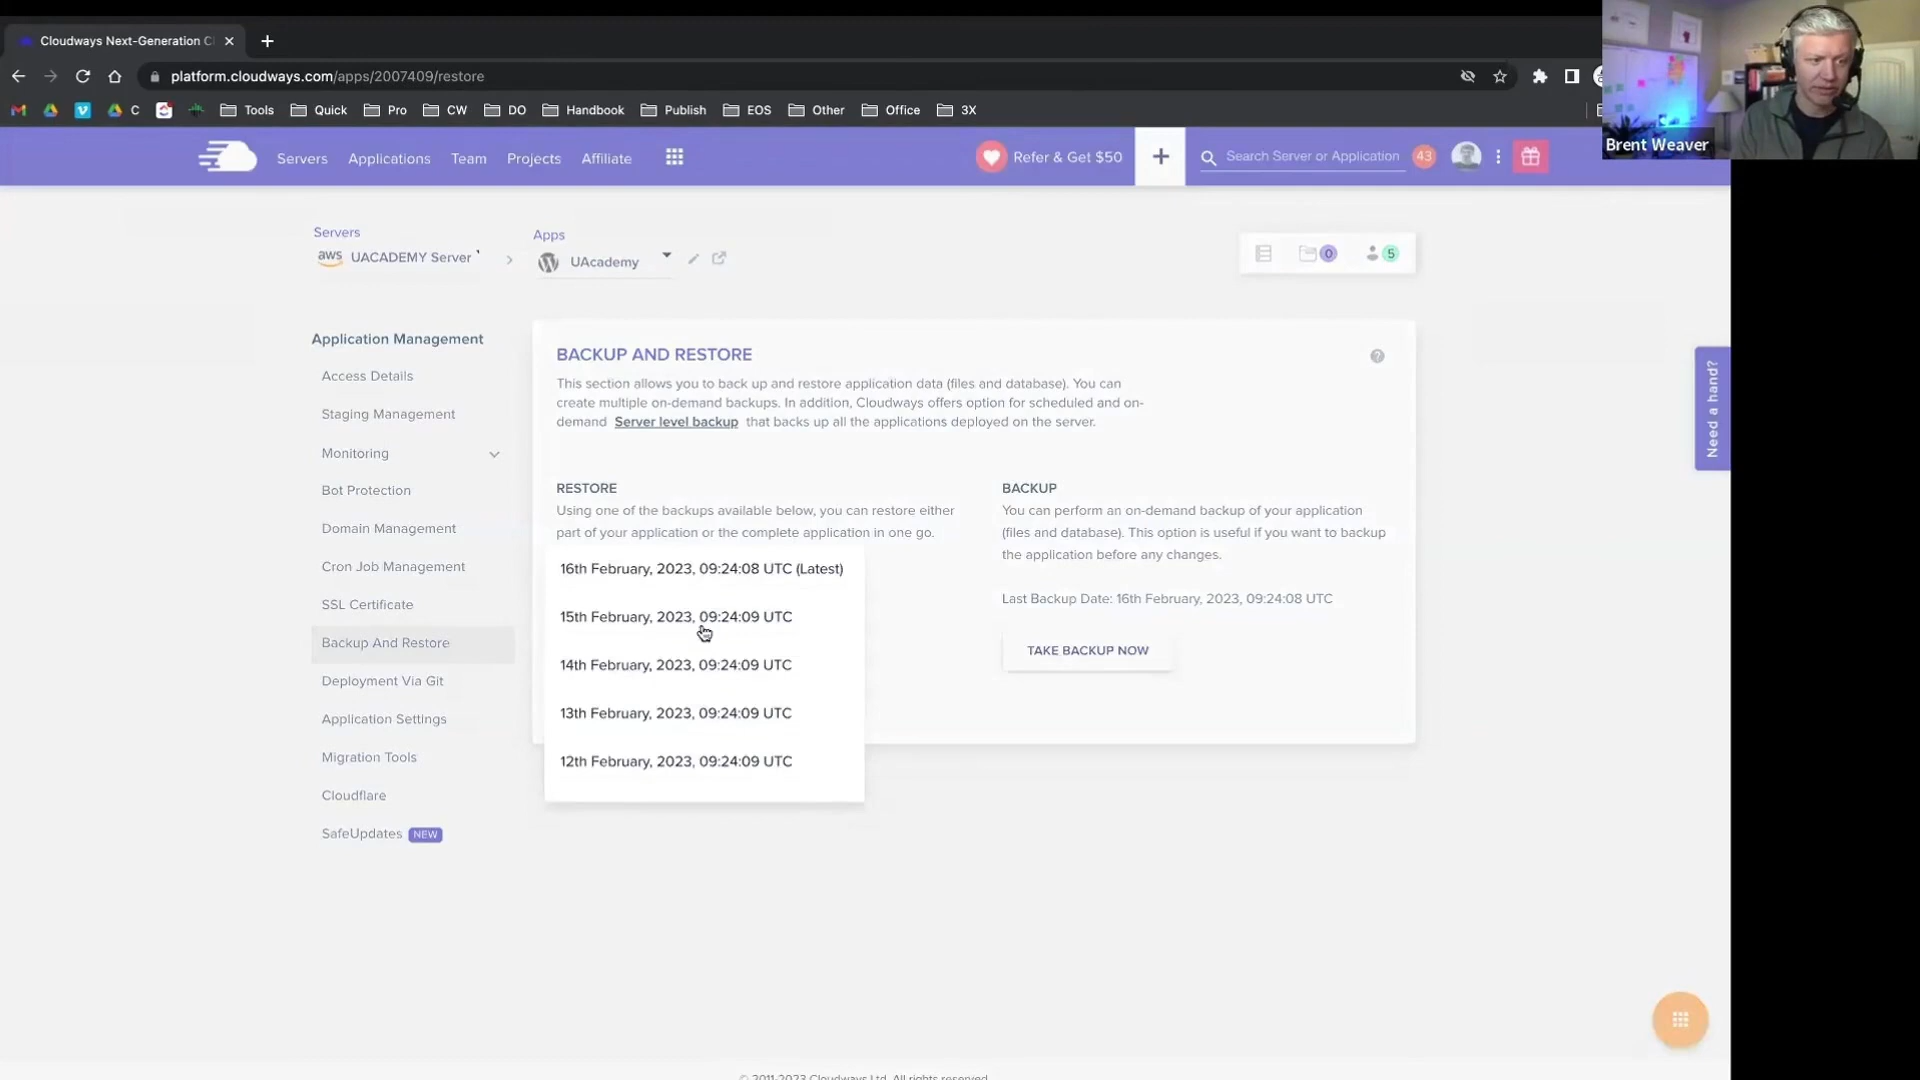 Cloudways Next-Generation C
platform.cloudways.com/apps/2007409/restore
C
Tools
Quick
Pro
CW
DO
Handbook
Publish
EOS
Other
Office
3X
Brent Weaver
Servers
Applications
Team
Projects
Affiliate
Refer & Get $50
Search Server or Application
43
Servers
aws UACADEMY Server
Apps
UAcademy
0
5
Application Management
Access Details
Staging Management
Monitoring
Bot Protection
Domain Management
Cron Job Management
SSL Certificate
Backup And Restore
Deployment Via Git
Application Settings
Migration Tools
Cloudflare
SafeUpdates NEW
BACKUP AND RESTORE
This section allows you to back up and restore application data (files and database). You can
create multiple on-demand backups. In addition, Cloudways offers option for scheduled and on-
demand Server level backup that backs up all the applications deployed on the server.
RESTORE
Using one of the backups available below, you can restore either
part of your application or the complete application in one go.
16th February, 2023, 09:24:08 UTC (Latest)
15th February, 2023, 09:24:09 UTC
14th February, 2023, 09:24:09 UTC
13th February, 2023, 09:24:09 UTC
12th February, 2023, 09:24:09 UTC
BACKUP
You can perform an on-demand backup of your application
(files and database). This option is useful if you want to backup
the application before any changes.
Last Backup Date: 16th February, 2023, 09:24:08 UTC
TAKE BACKUP NOW
Need a hand?
© 2011-2023 Cloudways Ltd. All rights reserved